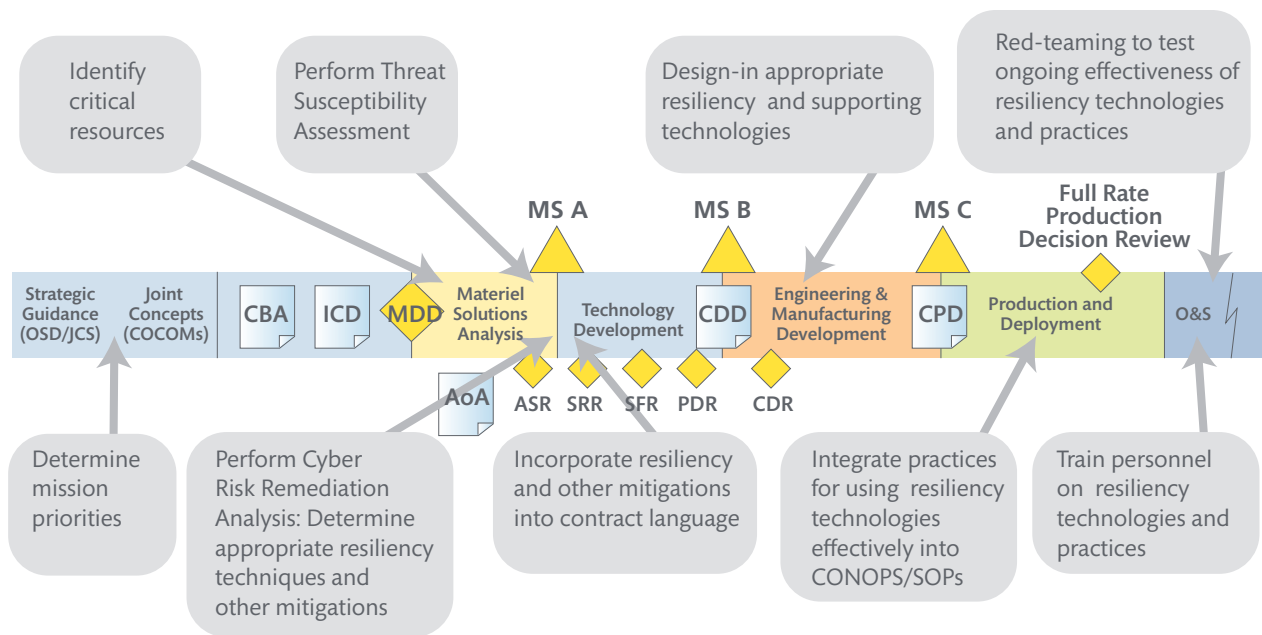 Identify
critical
resources
Perform Threat
Susceptibility
Assessment
Design-in appropriate
resiliency and supporting
technologies
Red-teaming to test
ongoing effectiveness of
resiliency technologies
and practices
MS A
MS B
MS C
Full Rate
Production
Decision Review
Strategic
Guidance
(OSD/JCS)
Joint
Concepts
(COCOMs)
CBA
ICD
MDD
Materiel
Solutions
Analysis
Technology
Development
CDD
Engineering &
Manufacturing
Development
CPD
Production and
Deployment
O&S
AoA
ASR
SRR
SFR
PDR
CDR
Determine
mission
priorities
Perform Cyber
Risk Remediation
Analysis: Determine
appropriate resiliency
techniques and
other mitigations
Incorporate resiliency
and other mitigations
into contract language
Integrate practices
for using resiliency
technologies
effectively into
CONOPS/SOPs
Train personnel
on resiliency
technologies and
practices